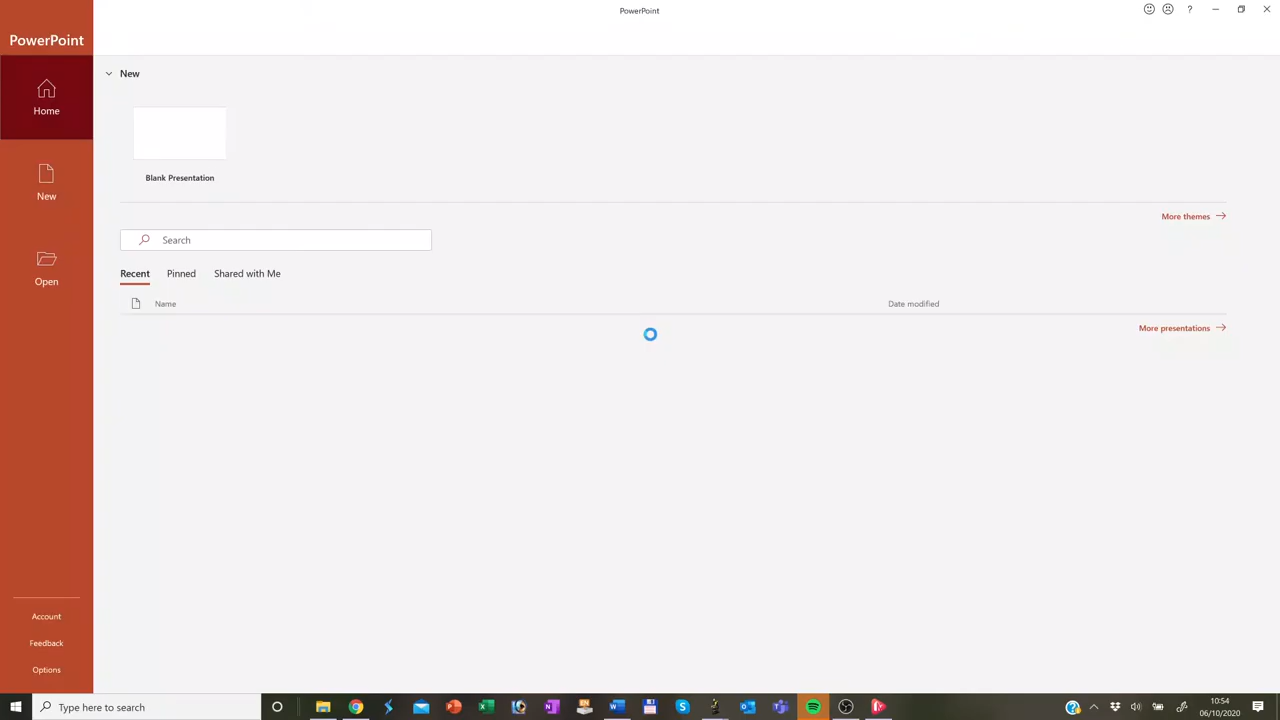 PowerPoint
PowerPoint
Home
New
Open
Account
Feedback
Options
New
Blank Presentation
More themes
Search
Recent Pinned Shared with Me
Name Date modified
More presentations
Type here to search
10:54
06/10/2020